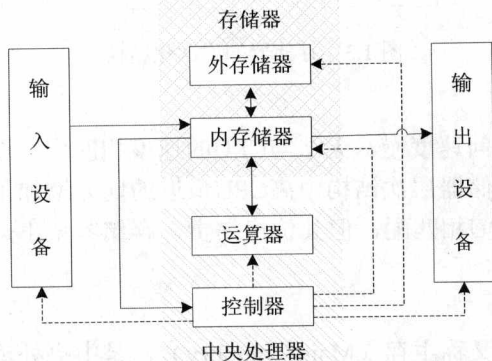 存储器
外存储器
输入设备
内存储器
输出设备
运算器
控制器
中央处理器